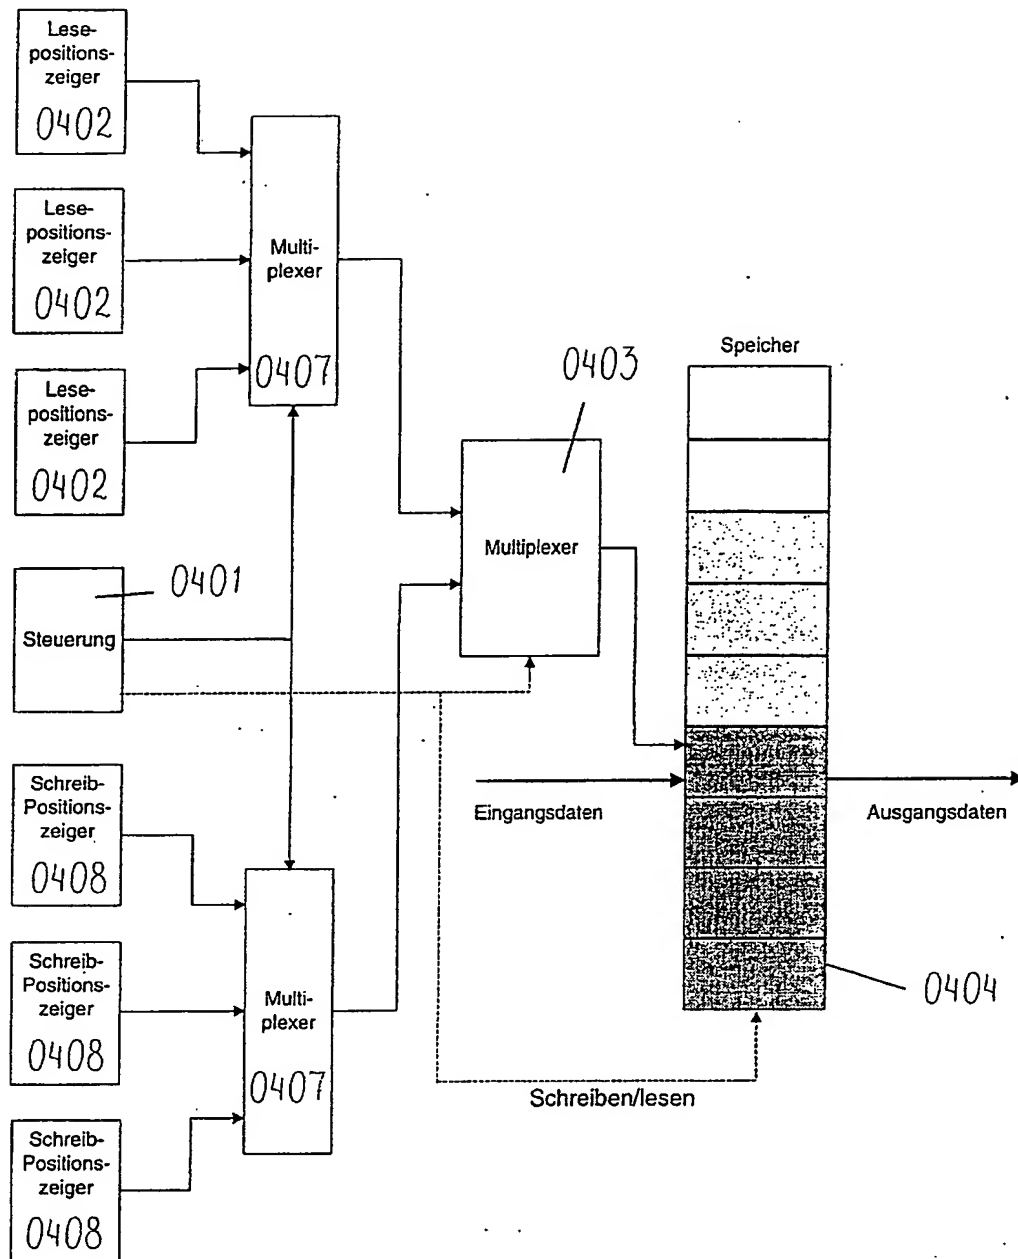 Lese-
positions-
zeiger
0402
Lese-
positions-
zeiger
0402
Lese-
positions-
zeiger
0402
Multi-
plexer
0407
Speicher
0403
Multiplexer
0401
Steuerung
Eingangsdaten
Ausgangsdaten
Schreib-
Positions-
zeiger
0408
Schreib-
Positions-
zeiger
0408
Schreib-
Positions-
zeiger
0408
Multi-
plexer
0407
0404
Schreiben/lesen